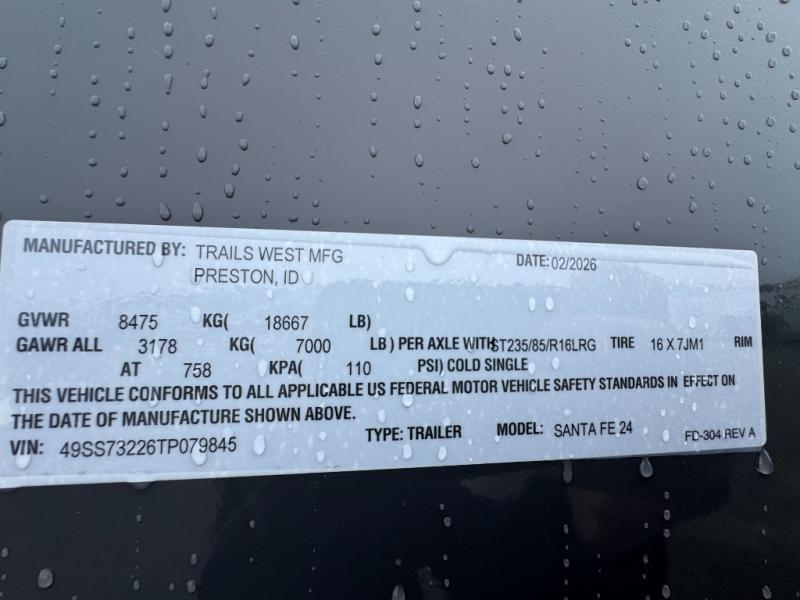 MANUFACTURED BY: TRAILS WEST MFG DATE: 02/2026
PRESTON, ID
GVWR 8475 KG( 18667 LB)
GAWR ALL 3178 KG( 7000 LB ) PER AXLE WITH ST235/85/R16LRG TIRE 16 X 7JM1 RIM
AT 758 KPA( 110 PSI) COLD SINGLE
THIS VEHICLE CONFORMS TO ALL APPLICABLE US FEDERAL MOTOR VEHICLE SAFETY STANDARDS IN EFFECT ON
THE DATE OF MANUFACTURE SHOWN ABOVE.
VIN: 49SS73226TP079845 TYPE: TRAILER MODEL: SANTA FE 24 FD-304 REV A